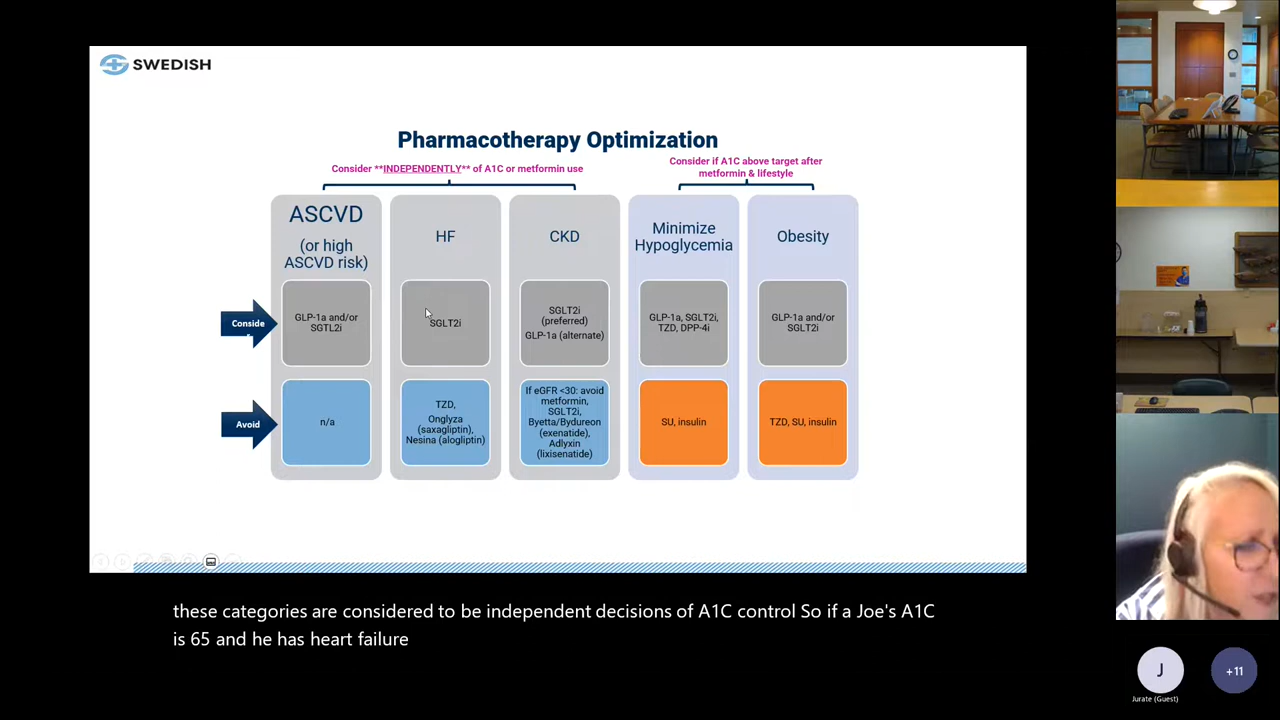 SWEDISH
Pharmacotherapy Optimization
Consider **INDEPENDENTLY** of A1C or metformin use
Consider if A1C above target after
metformin & lifestyle
ASCVD
(or high
ASCVD risk)
HF
CKD
Minimize
Hypoglycemia
Obesity
Conside
GLP-1a and/or
SGTL2i
SGLT2i
SGLT2i
(preferred)
GLP-1a (alternate)
GLP-1a, SGLT2i,
TZD, DPP-4i
GLP-1a and/or
SGLT2i
Avoid
n/a
TZD,
Onglyza
(saxagliptin),
Nesina (alogliptin)
If eGFR <30: avoid
metformin,
SGLT2i,
Byetta/Bydureon
(exenatide),
Adlyxin
(lixisenatide)
SU, insulin
TZD, SU, insulin
these categories are considered to be independent decisions of A1C control So if a Joe's A1C
is 65 and he has heart failure
J
+11
Jurate (Guest)